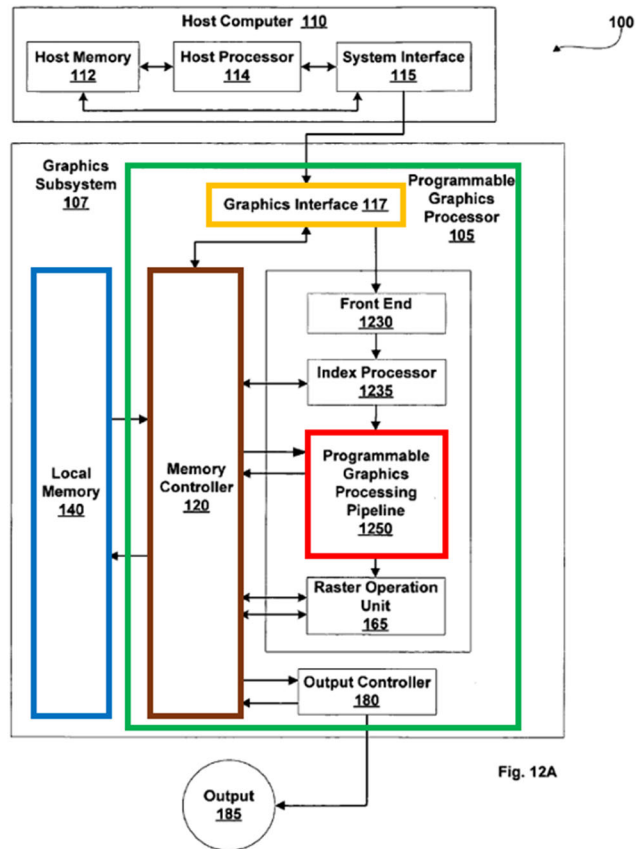 Host Computer 110
100
Host Memory
112
Host Processor
114
System Interface
115
Graphics
Subsystem
107
Programmable
Graphics
Processor
105
Graphics Interface 117
Front End
1230
Index Processor
1235
Local
Memory
140
Memory
Controller
120
Programmable
Graphics
Processing
Pipeline
1250
Raster Operation
Unit
165
Output Controller
180
Output
185
Fig. 12A